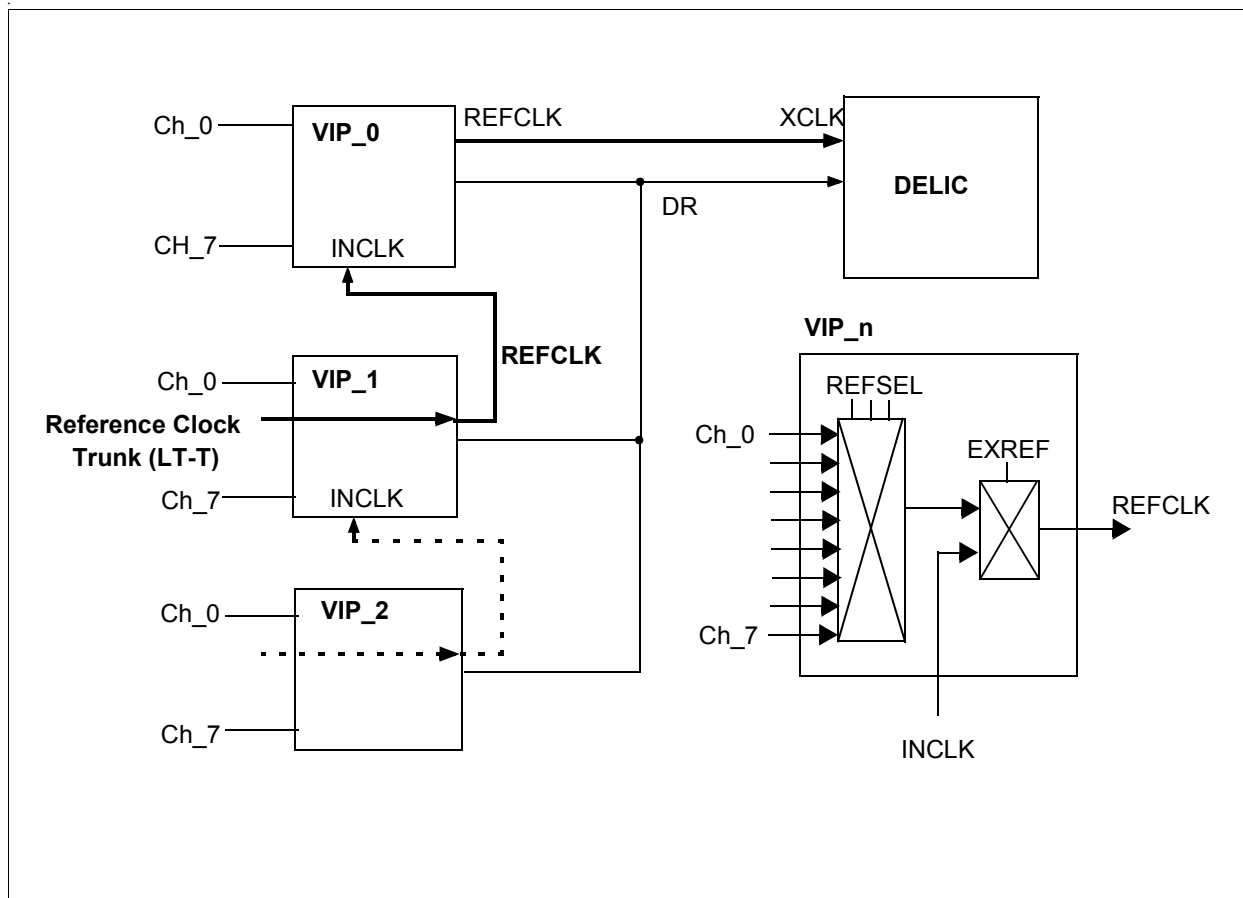 Ch_0
VIP_0
REFCLK
XCLK
DELIC
DR
CH_7
INCLK
VIP_n
REFCLK
Ch_0
VIP_1
REFSEL
Reference Clock
Trunk (LT-T)
Ch_0
EXREF
Ch_7
INCLK
REFCLK
Ch_0
VIP_2
Ch_7
Ch_7
INCLK